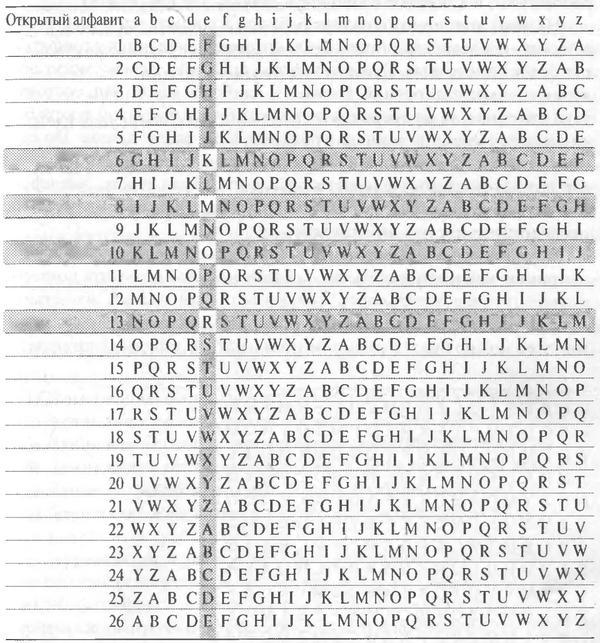 Открытый алфавит a b c d e f g h i j k l m n o p q r s t u v w x y z
1 B C D E F G H I J K L M N O P Q R S T U V W X Y Z A
2 C D E F G H I J K L M N O P Q R S T U V W X Y Z A B
3 D E F G H I J K L M N O P Q R S T U V W X Y Z A B C
4 E F G H I J K L M N O P Q R S T U V W X Y Z A B C D
5 F G H I J K L M N O P Q R S T U V W X Y Z A B C D E
6 G H I J K L M N O P Q R S T U V W X Y Z A B C D E F
7 H I J K L M N O P Q R S T U V W X Y Z A B C D E F G
8 I J K L M N O P Q R S T U V W X Y Z A B C D E F G H
9 J K L M N O P Q R S T U V W X Y Z A B C D E F G H I
10 K L M N O P Q R S T U V W X Y Z A B C D E F G H I J
11 L M N O P Q R S T U V W X Y Z A B C D E F G H I J K
12 M N O P Q R S T U V W X Y Z A B C D E F G H I J K L
13 N O P Q R S T U V W X Y Z A B C D E F G H I J K L M
14 O P Q R S T U V W X Y Z A B C D E F G H I J K L M N
15 P Q R S T U V W X Y Z A B C D E F G H I J K L M N O
16 Q R S T U V W X Y Z A B C D E F G H I J K L M N O P
17 R S T U V W X Y Z A B C D E F G H I J K L M N O P Q
18 S T U V W X Y Z A B C D E F G H I J K L M N O P Q R
19 T U V W X Y Z A B C D E F G H I J K L M N O P Q R S
20 U V W X Y Z A B C D E F G H I J K L M N O P Q R S T
21 V W X Y Z A B C D E F G H I J K L M N O P Q R S T U
22 W X Y Z A B C D E F G H I J K L M N O P Q R S T U V
23 X Y Z A B C D E F G H I J K L M N O P Q R S T U V W
24 Y Z A B C D E F G H I J K L M N O P Q R S T U V W X
25 Z A B C D E F G H I J K L M N O P Q R S T U V W X Y
26 A B C D E F G H I J K L M N O P Q R S T U V W X Y Z